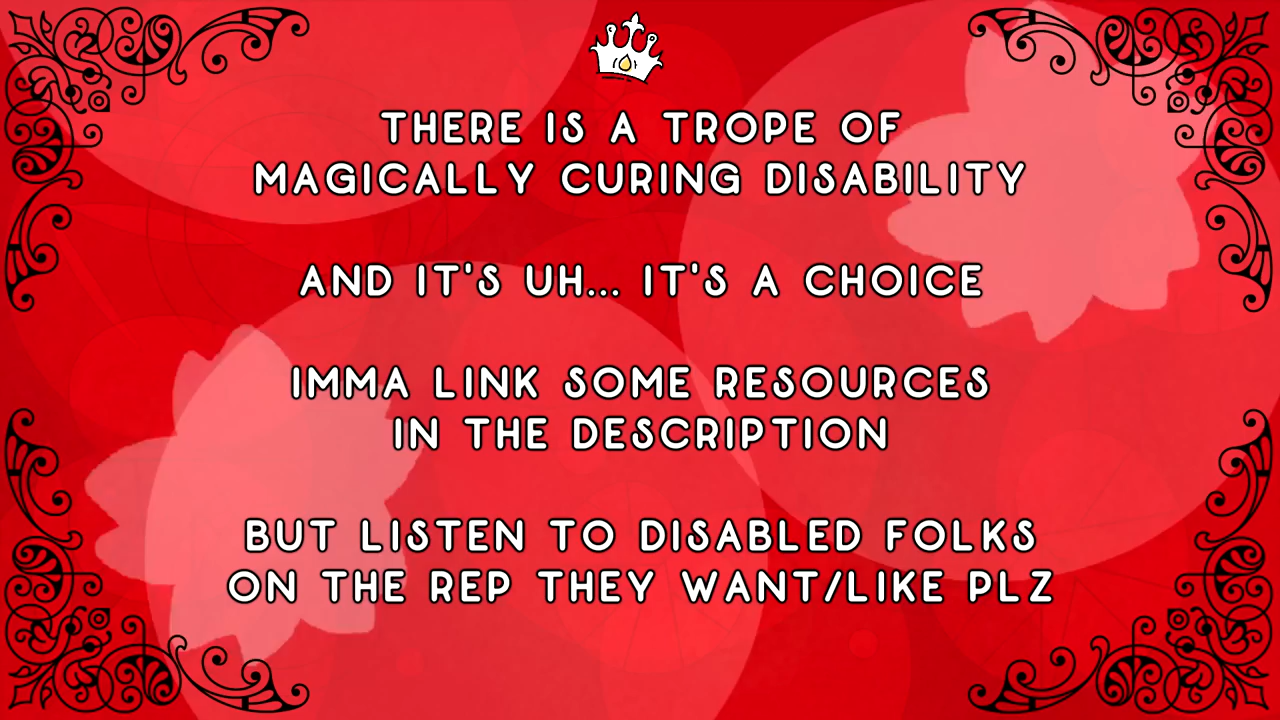 THERE IS A TROPE OF
MAGICALLY CURING DISABILITY
AND IT'S UH... IT'S A CHOICE
IMMA LINK SOME RESOURCES
IN THE DESCRIPTION
BUT LISTEN TO DISABLED FOLKS
ON THE REP THEY WANT/LIKE PLZ